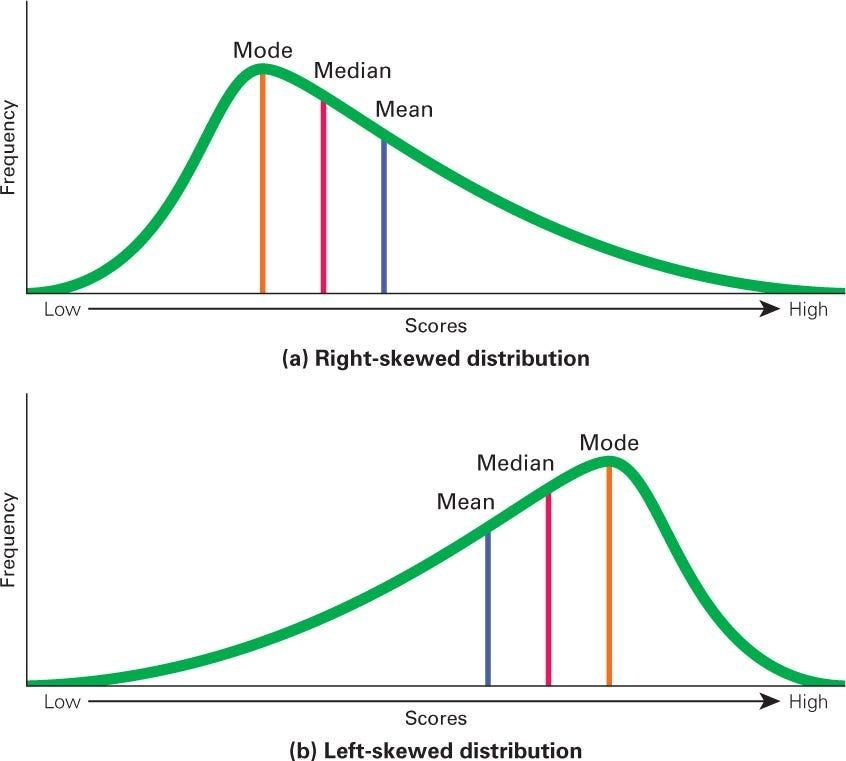 Mode
Median
Mean
Frequency
Low
High
Scores
(a) Right-skewed distribution
Mode
Median
Mean
Frequency
Low
High
Scores
(b) Left-skewed distribution